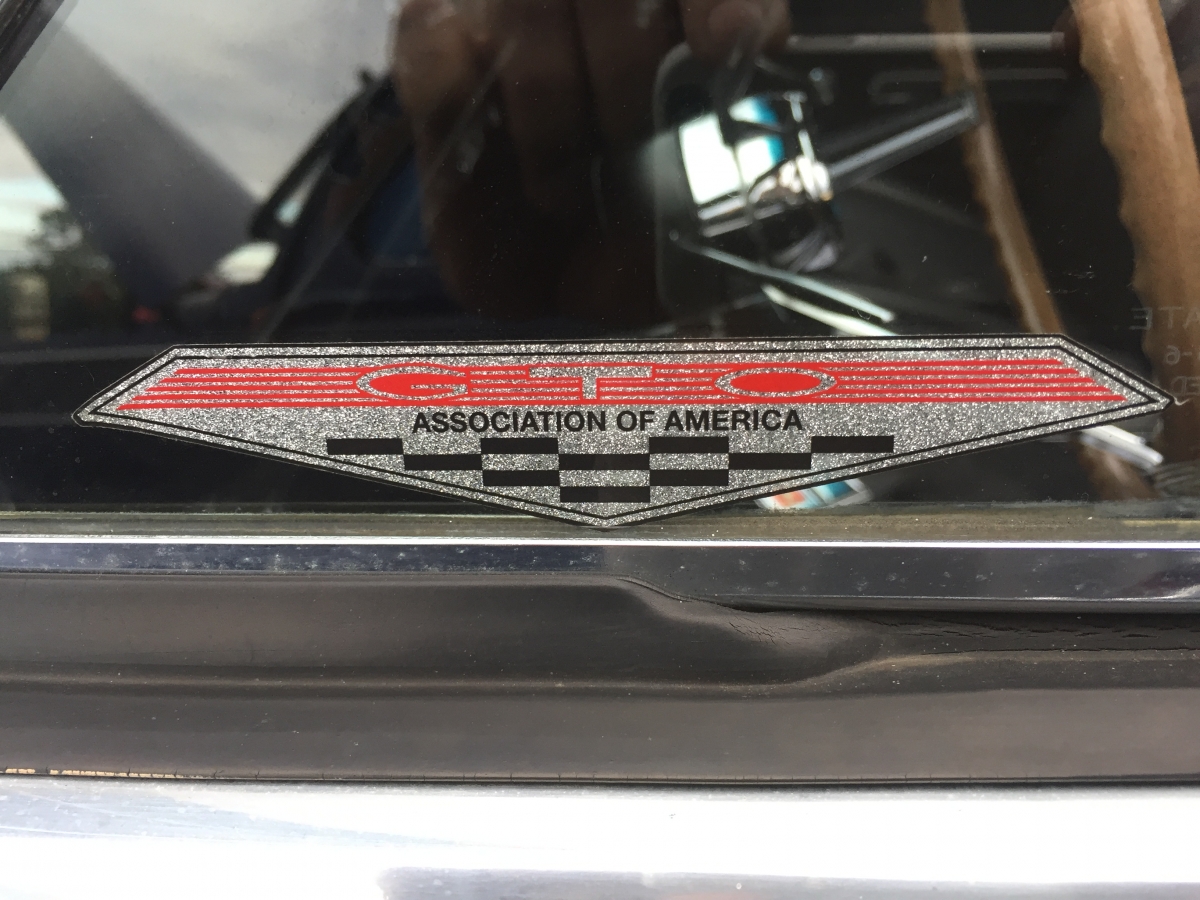 GTO
ASSOCIATION OF AMERICA